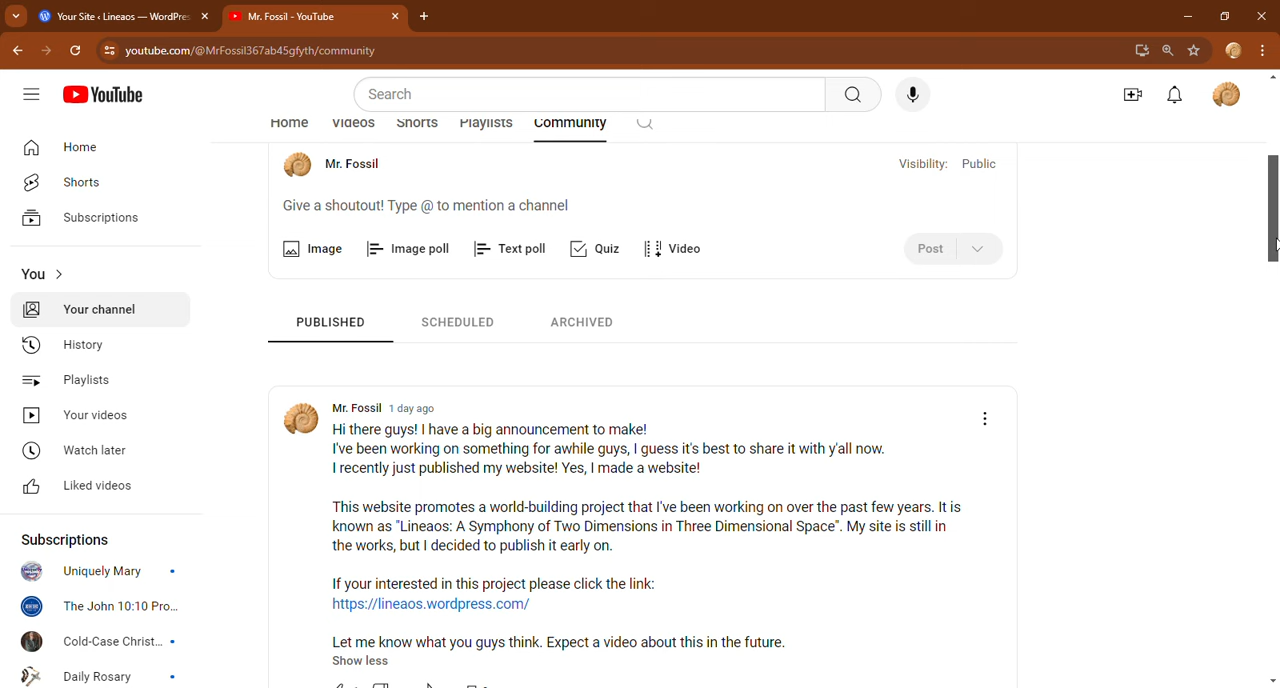 Your Site ‹ Lineaos — WordPre
Mr. Fossil - YouTube
youtube.com/@MrFossil367ab45gfyth/community
YouTube
Search
Home
Shorts
Subscriptions
You
Your channel
History
Playlists
Your videos
Watch later
Liked videos
Subscriptions
Uniquely Mary
The John 10:10 Pro...
Cold-Case Christ...
Daily Rosary
Home Videos Shorts Playlists Community
Mr. Fossil Visibility: Public
Give a shoutout! Type @ to mention a channel
Image Image poll Text poll Quiz Video Post
PUBLISHED SCHEDULED ARCHIVED
Mr. Fossil 1 day ago
Hi there guys! I have a big announcement to make!
I've been working on something for awhile guys, I guess it's best to share it with y'all now.
I recently just published my website! Yes, I made a website!
This website promotes a world-building project that I've been working on over the past few years. It is
known as "Lineaos: A Symphony of Two Dimensions in Three Dimensional Space". My site is still in
the works, but I decided to publish it early on.
If your interested in this project please click the link:
https://lineaos.wordpress.com/
Let me know what you guys think. Expect a video about this in the future.
Show less